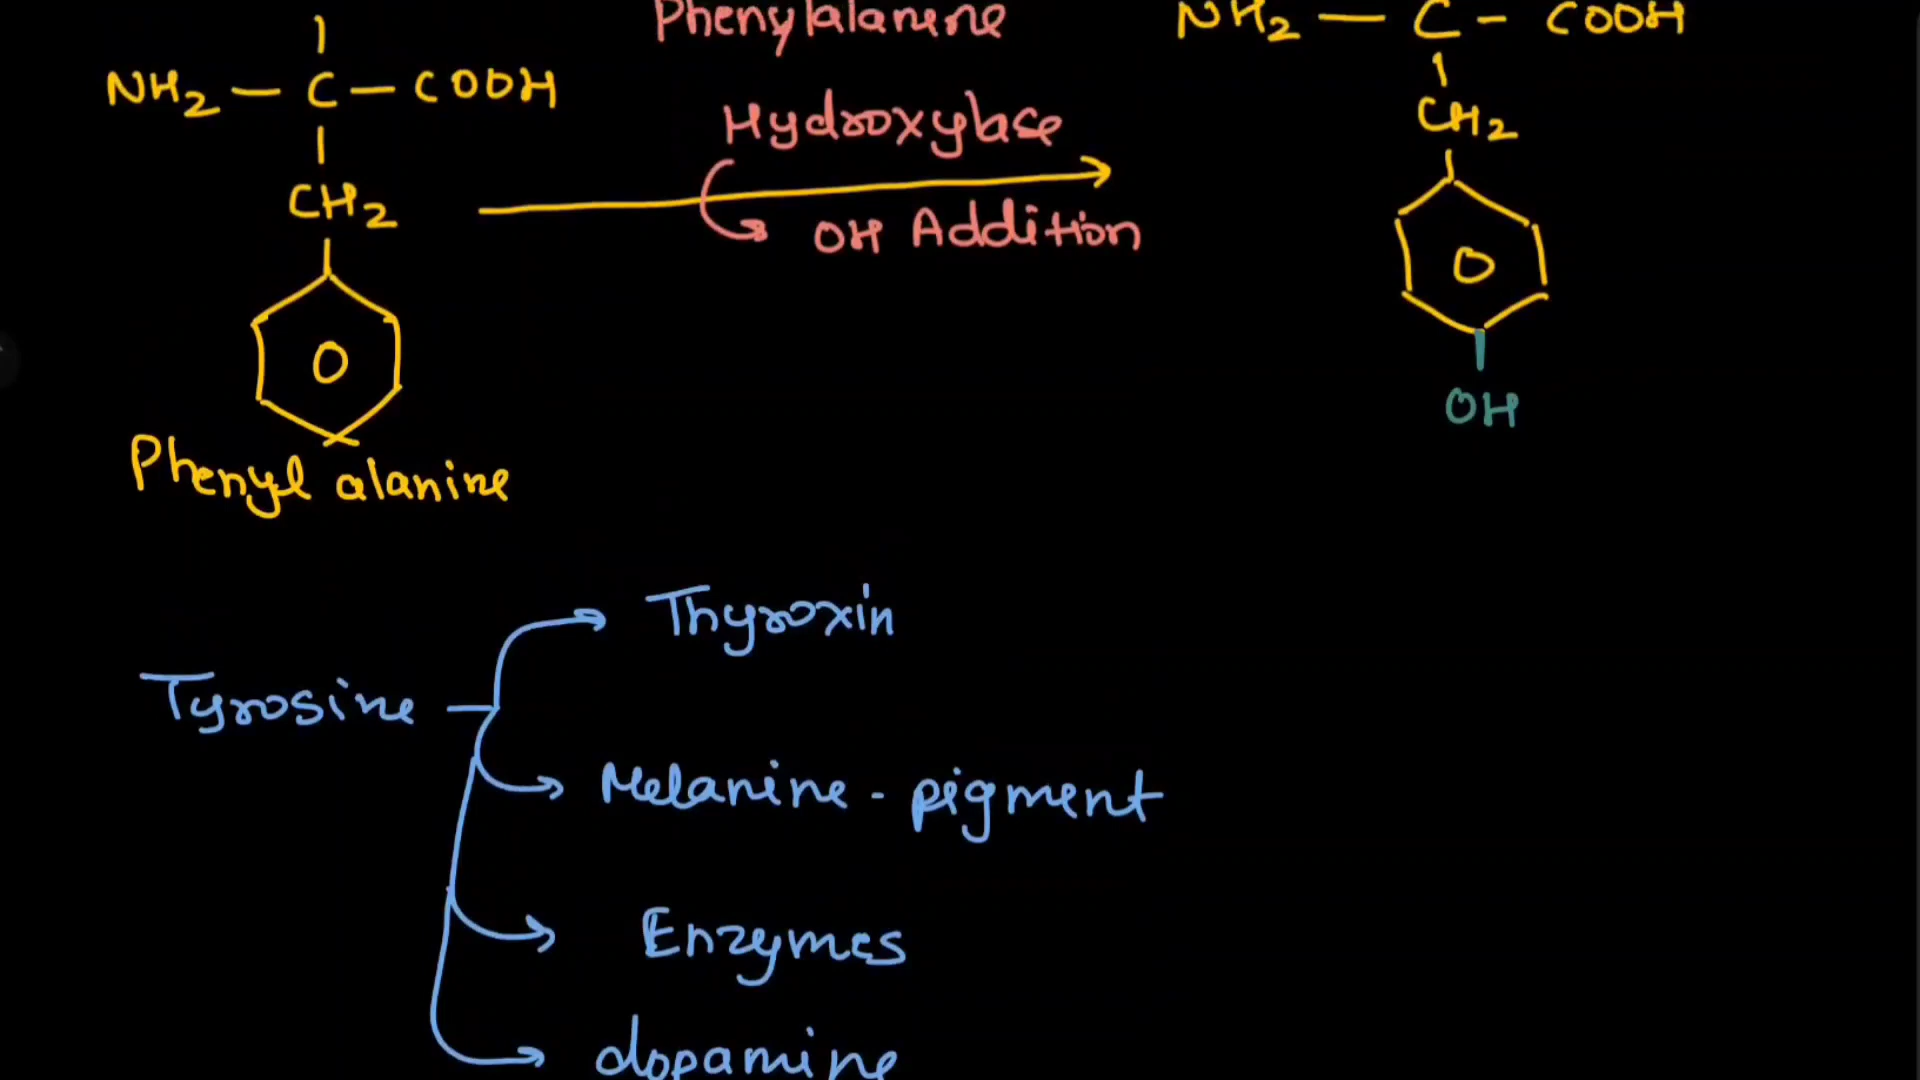 Phenylalanine
NH2 — C — COOH
NH2 — C — COOH
Hydroxylase
CH2
CH2
OH Addition
OH
Phenyl alanine
Thyroxin
Tyrosine
Melanine - pigment
Enzymes
dopamine